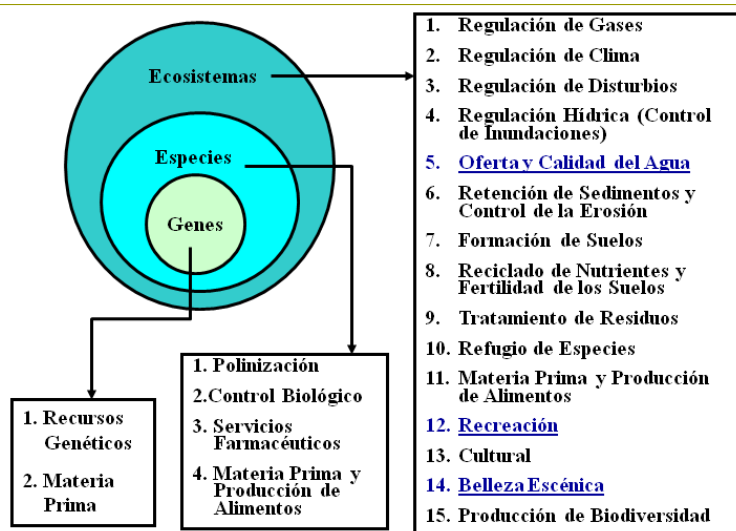 Ecosistemas
Especies
Genes
1. Recursos
Genéticos
2. Materia
Prima
1. Polinización
2.Control Biológico
3. Servicios
Farmacéuticos
4. Materia Prima y
Producción de
Alimentos
1. Regulación de Gases
2. Regulación de Clima
3. Regulación de Disturbios
4. Regulación Hídrica (Control
de Inundaciones)
5. Oferta y Calidad del Agua
6. Retención de Sedimentos y
Control de la Erosión
7. Formación de Suelos
8. Reciclado de Nutrientes y
Fertilidad de los Suelos
9. Tratamiento de Residuos
10. Refugio de Especies
11. Materia Prima y Producción
de Alimentos
12. Recreación
13. Cultural
14. Belleza Escénica
15. Producción de Biodiversidad